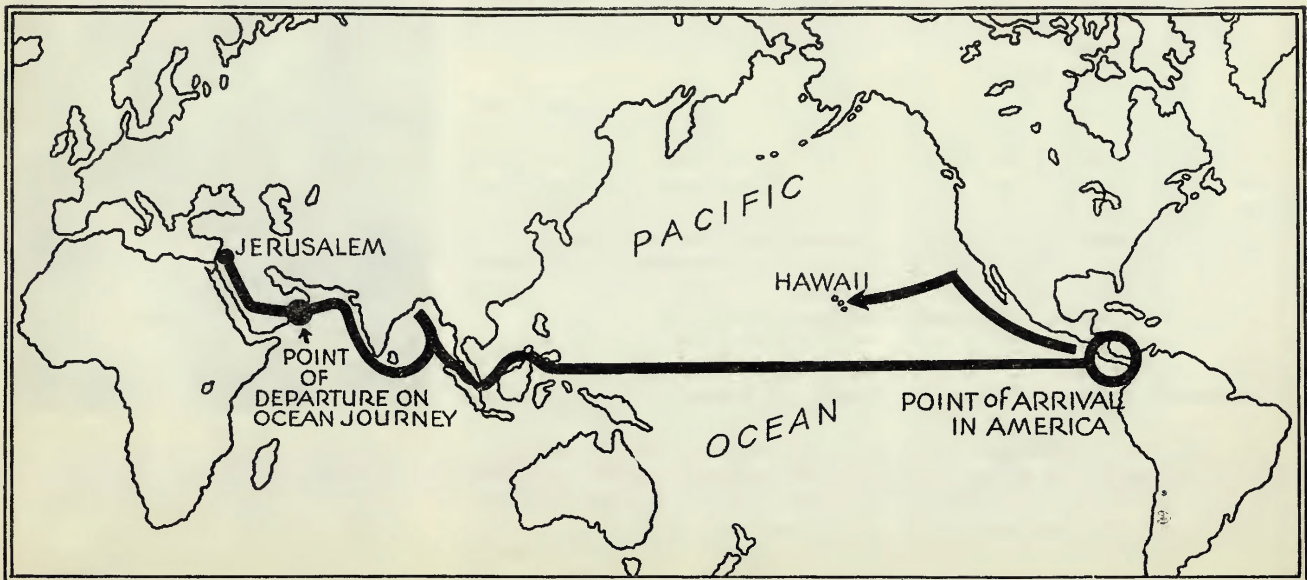 PACIFIC
JERUSALEM
HAWAII
POINT
OF
DEPARTURE ON
OCEAN JOURNEY
POINT of ARRIVAL
IN AMERICA
OCEAN